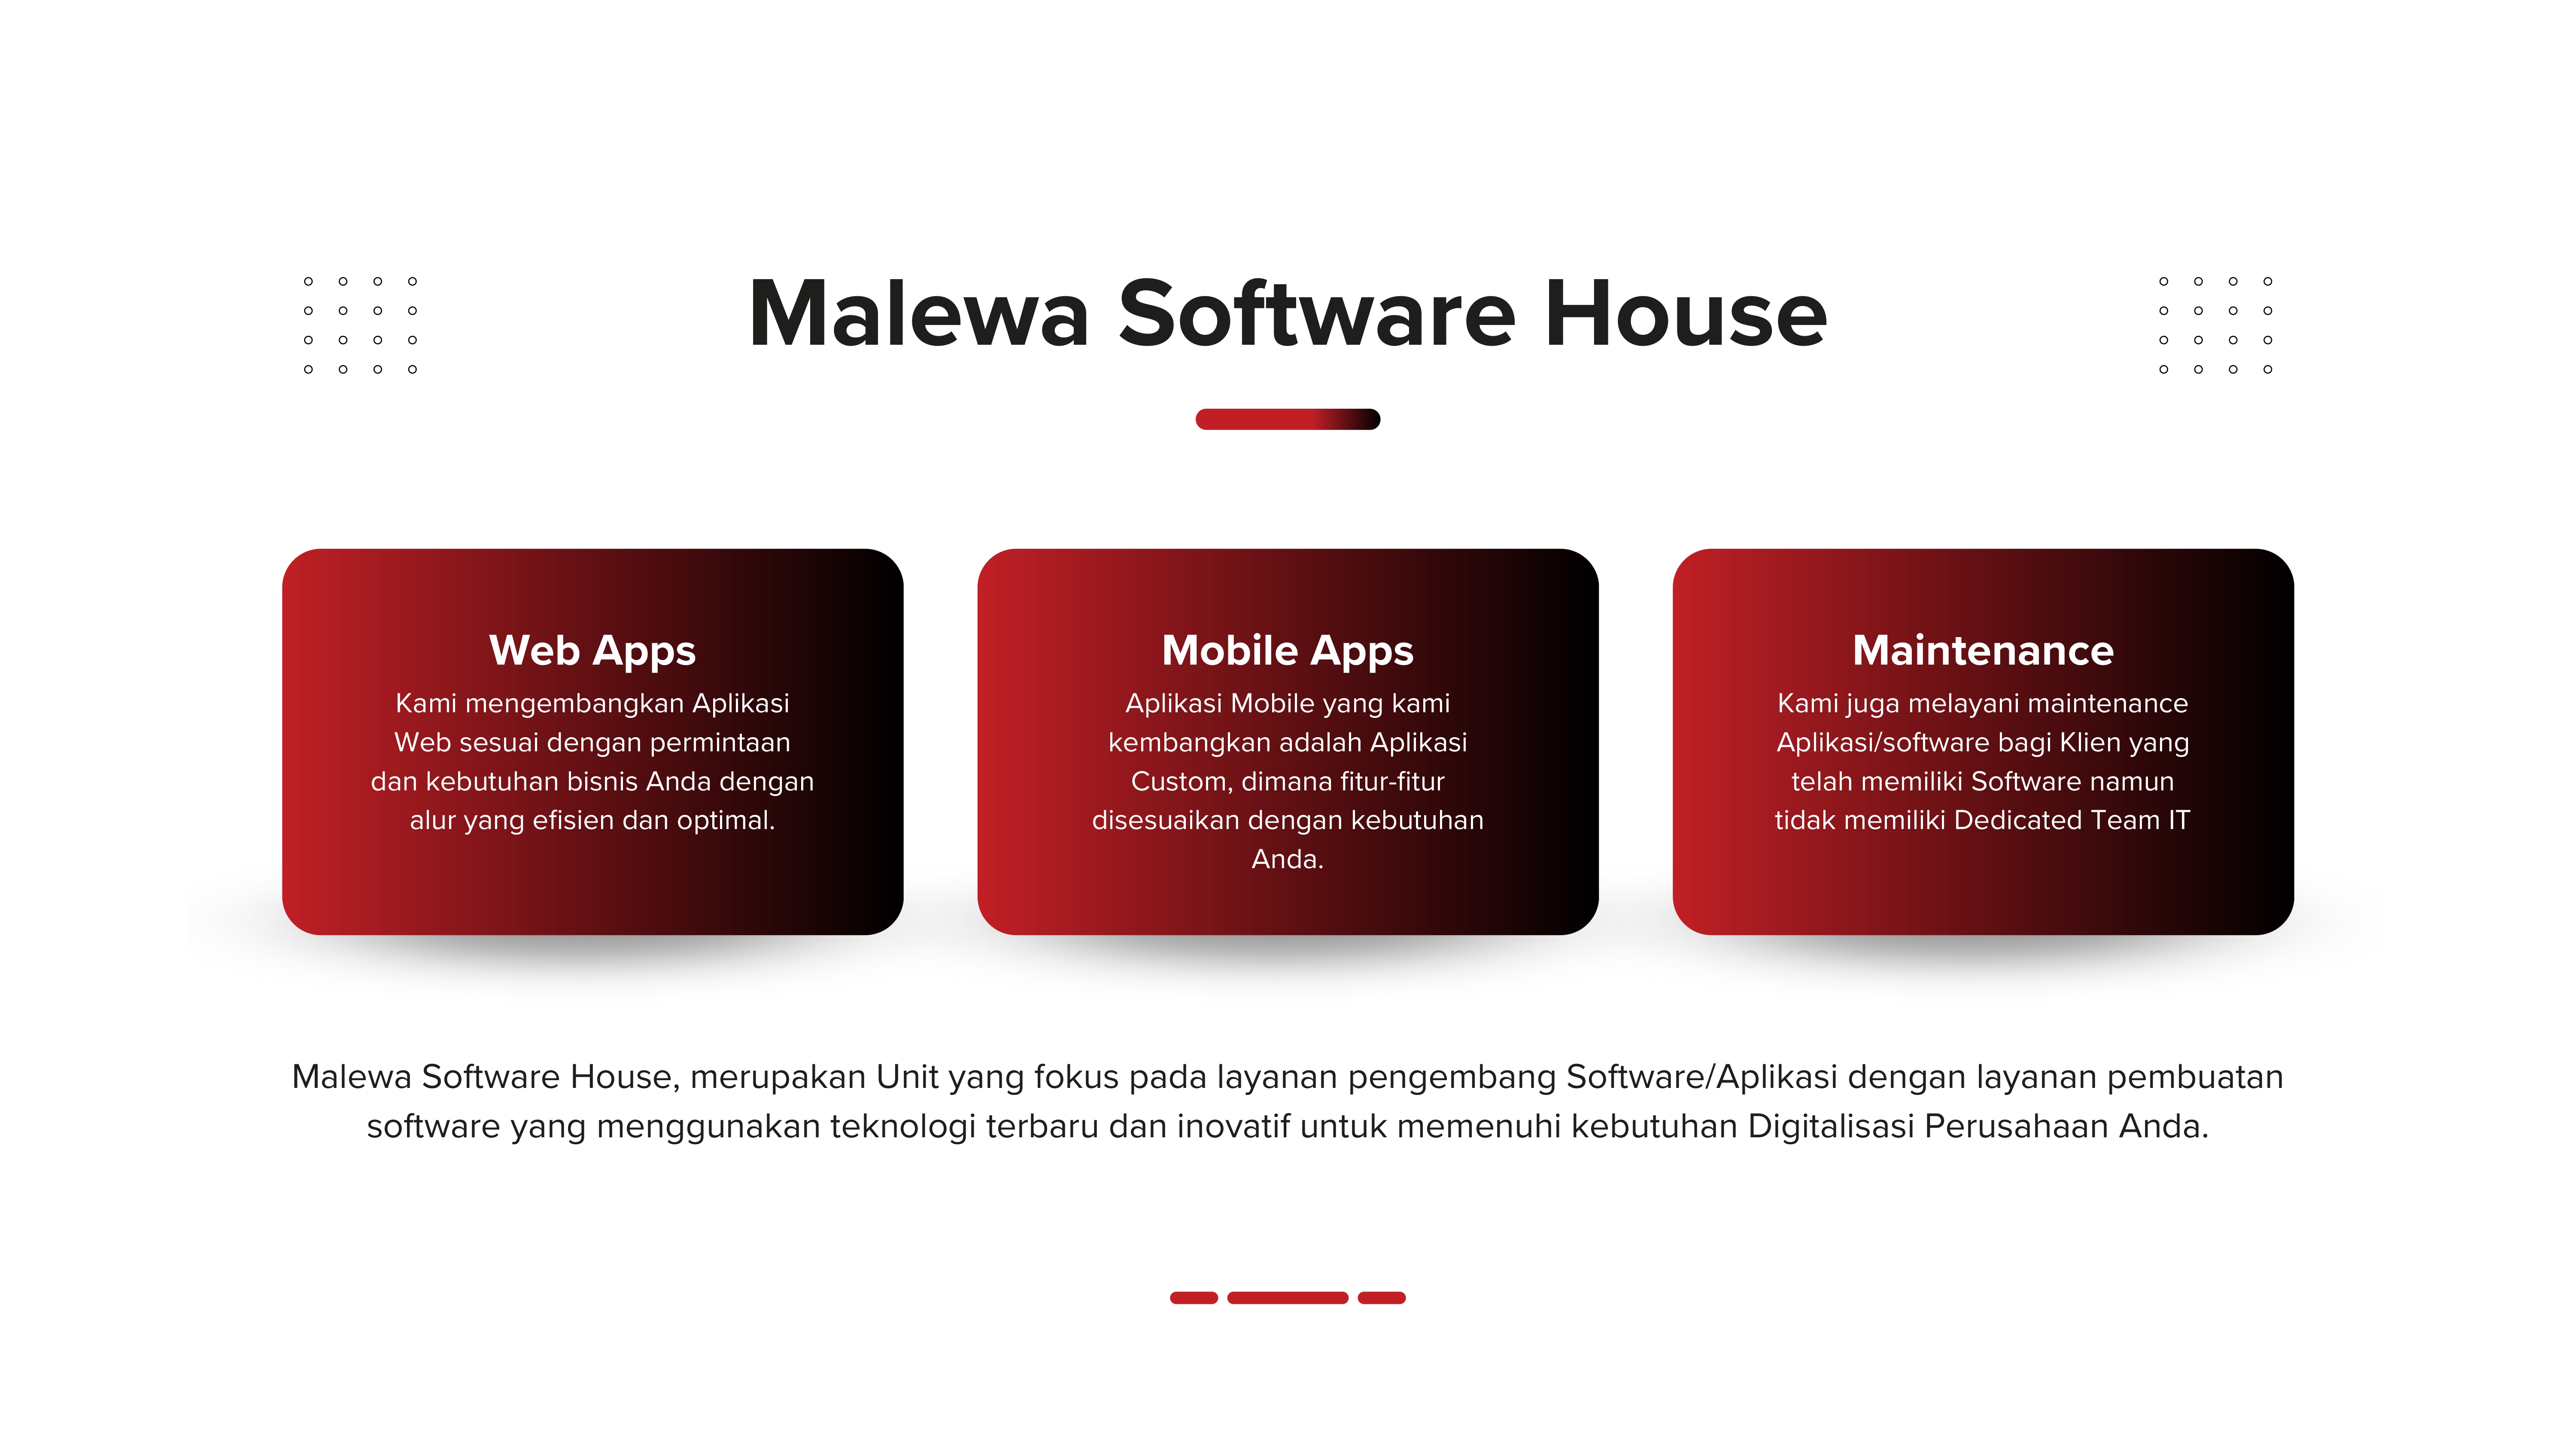 Malewa Software House
Web Apps
Kami mengembangkan Aplikasi
Web sesuai dengan permintaan
dan kebutuhan bisnis Anda dengan
alur yang efisien dan optimal.
Mobile Apps
Aplikasi Mobile yang kami
kembangkan adalah Aplikasi
Custom, dimana fitur-fitur
disesuaikan dengan kebutuhan
Anda.
Maintenance
Kami juga melayani maintenance
Aplikasi/software bagi Klien yang
telah memiliki Software namun
tidak memiliki Dedicated Team IT
Malewa Software House, merupakan Unit yang fokus pada layanan pengembang Software/Aplikasi dengan layanan pembuatan
software yang menggunakan teknologi terbaru dan inovatif untuk memenuhi kebutuhan Digitalisasi Perusahaan Anda.